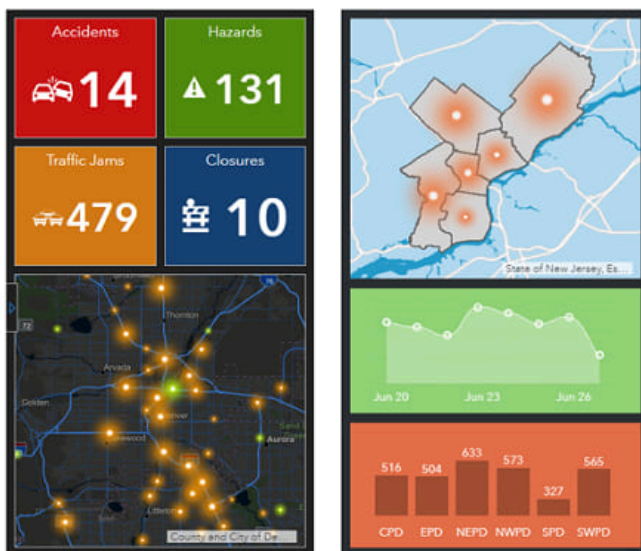 Accidents
14
Hazards
131
Traffic Jams
479
Closures
10
Thornton
72
Arvada
Golden
Lakewood
Aurora
Littleton
County and City of De...
State of New Jersey, Es...
Jun 20
Jun 23
Jun 26
516
504
633
573
327
565
CPD
EPD
NEPD
NWPD
SPD
SWPD